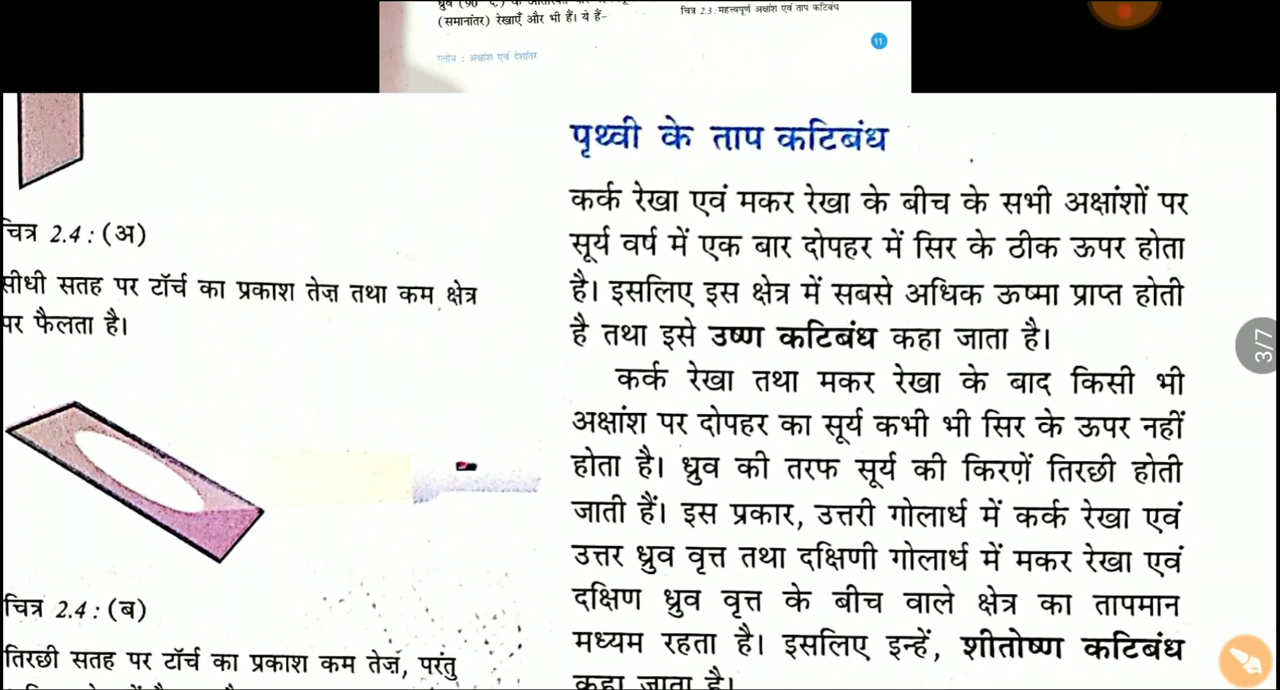 (समानांतर) रेखाएँ और भी हैं। ये हैं-
चित्र 2.3 : महत्त्वपूर्ण अक्षांश एवं ताप कटिबंध
11
ग्लोब : अक्षांश एवं देशांतर
चित्र 2.4 : (अ)
सीधी सतह पर टॉर्च का प्रकाश तेज़ तथा कम क्षेत्र
पर फैलता है।
चित्र 2.4 : (ब)
तिरछी सतह पर टॉर्च का प्रकाश कम तेज़, परंतु
पृथ्वी के ताप कटिबंध
कर्क रेखा एवं मकर रेखा के बीच के सभी अक्षांशों पर
सूर्य वर्ष में एक बार दोपहर में सिर के ठीक ऊपर होता
है। इसलिए इस क्षेत्र में सबसे अधिक ऊष्मा प्राप्त होती
है तथा इसे उष्ण कटिबंध कहा जाता है।
कर्क रेखा तथा मकर रेखा के बाद किसी भी
अक्षांश पर दोपहर का सूर्य कभी भी सिर के ऊपर नहीं
होता है। ध्रुव की तरफ सूर्य की किरणें तिरछी होती
जाती हैं। इस प्रकार, उत्तरी गोलार्ध में कर्क रेखा एवं
उत्तर ध्रुव वृत्त तथा दक्षिणी गोलार्ध में मकर रेखा एवं
दक्षिण ध्रुव वृत्त के बीच वाले क्षेत्र का तापमान
मध्यम रहता है। इसलिए इन्हें, शीतोष्ण कटिबंध
कहा जाता है।
3/7